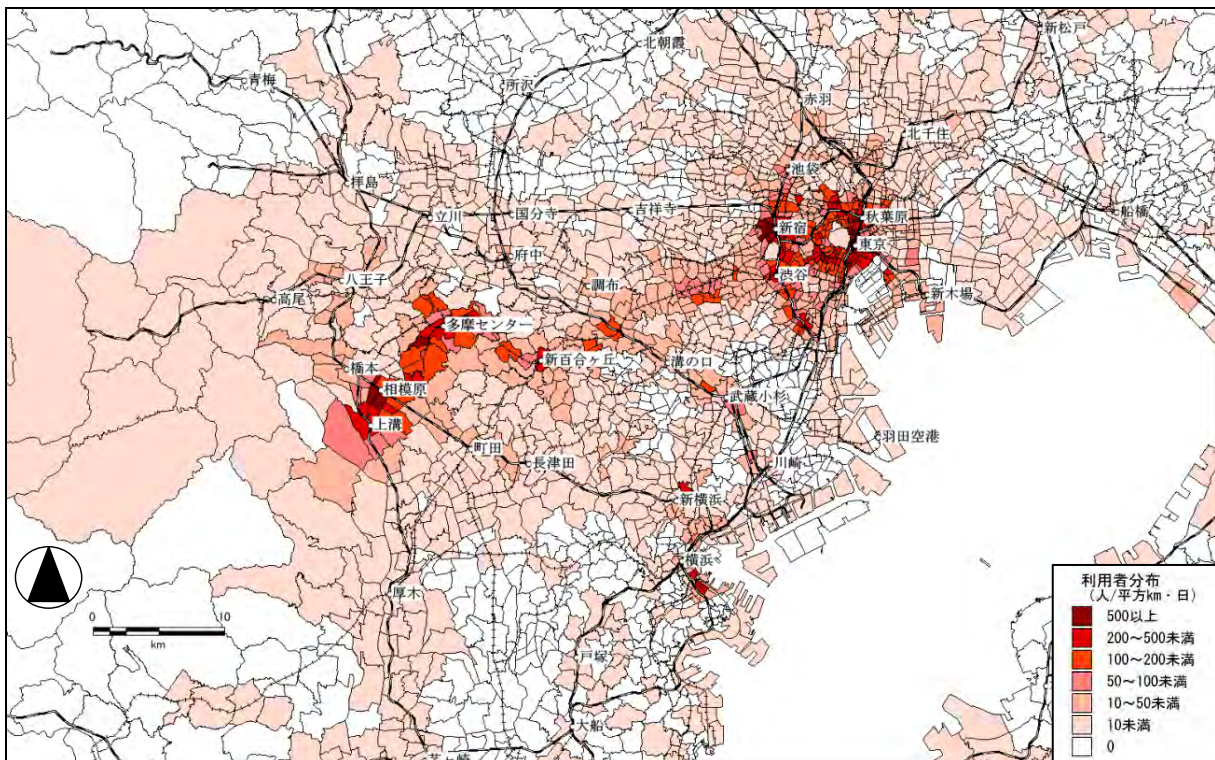 新松戸
北朝霞
青梅
所沢
赤羽
北千住
池袋
拝島
立川
国分寺
吉祥寺
秋葉原
船橋
新宿
東京
府中
渋谷
調布
八王子
高尾
新木場
多摩センター
新百合ヶ丘
溝の口
橋本
相模原
武蔵小杉
上溝
羽田空港
町田
長津田
川崎
新横浜
横浜
厚木
戸塚
大船
茅ヶ崎
0 10
km
利用者分布
(人/平方km・日)
500以上
200～500未満
100～200未満
50～100未満
10～50未満
10未満
0